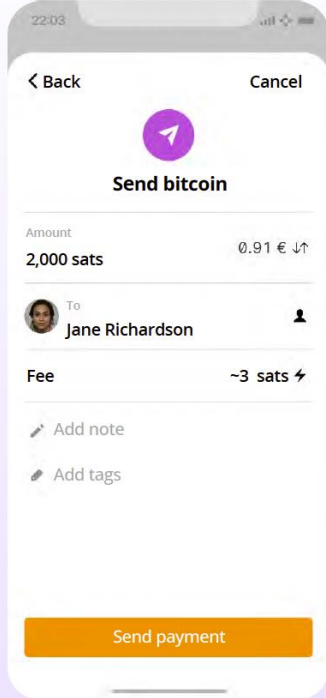 22:03
Back
Cancel
Send bitcoin
Amount
2,000 sats
0.91 €
To
Jane Richardson
Fee
~3 sats
Add note
Add tags
Send payment